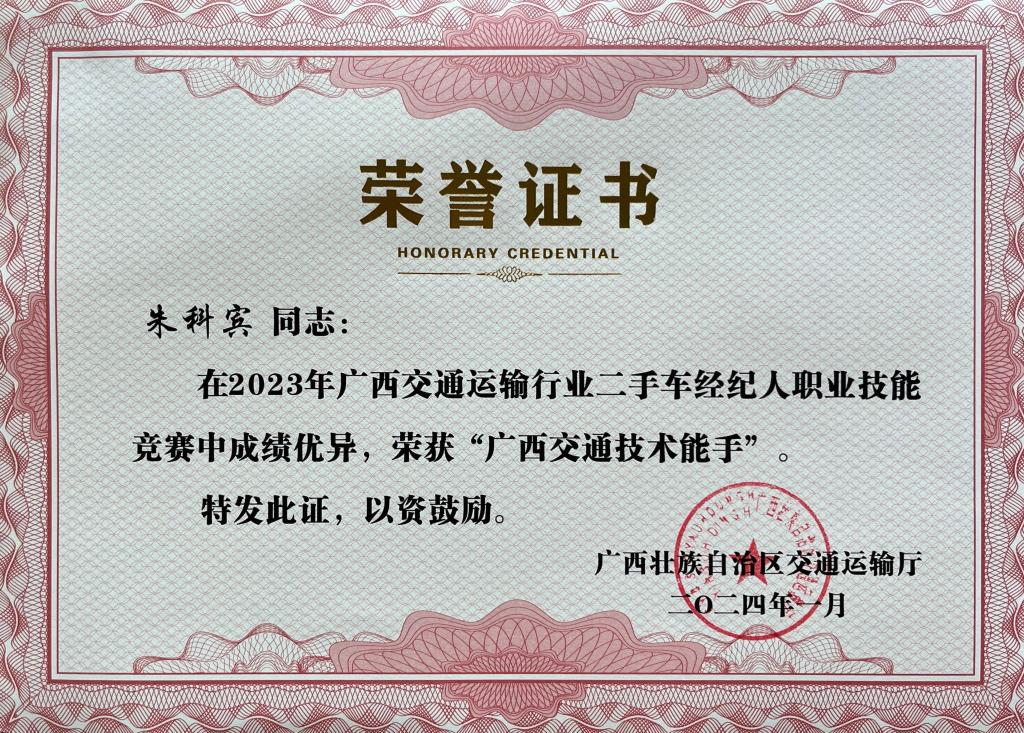 荣誉证书
HONORARY CREDENTIAL
朱科宾 同志：
在2023年广西交通运输行业二手车经纪人职业技能
竞赛中成绩优异，荣获“广西交通技术能手”。
特发此证，以资鼓励。
广西壮族自治区交通运输厅
二〇二四年一月